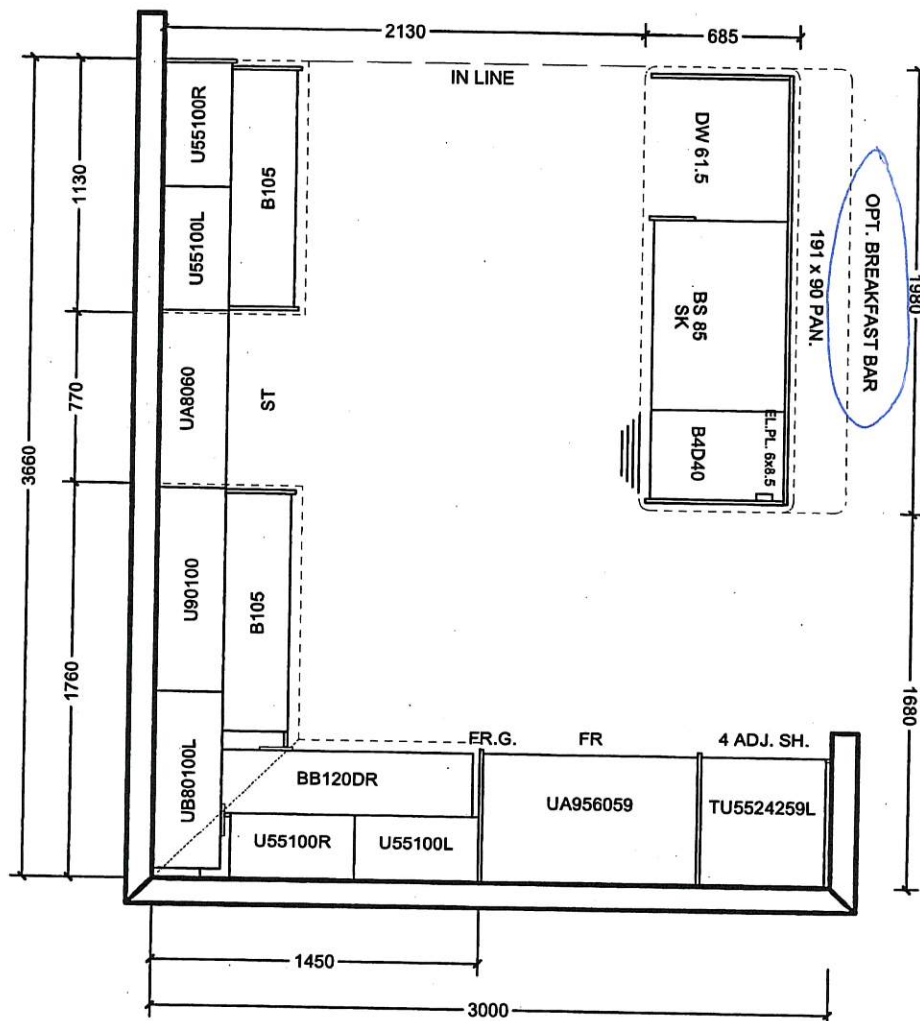 2130
685
IN LINE
U55100R
B105
DW 61.5
OPT. BREAKFAST BAR
191 x 90 PAN.
1980
1130
U55100L
BS 85
SK
770
UA8060
ST
EL.PL. 6x8.5
B4D40
3660
U90100
B105
1760
1680
UB80100L
FR.G.
FR
4 ADJ. SH.
BB120DR
UA956059
TU5524259L
U55100R
U55100L
1450
3000